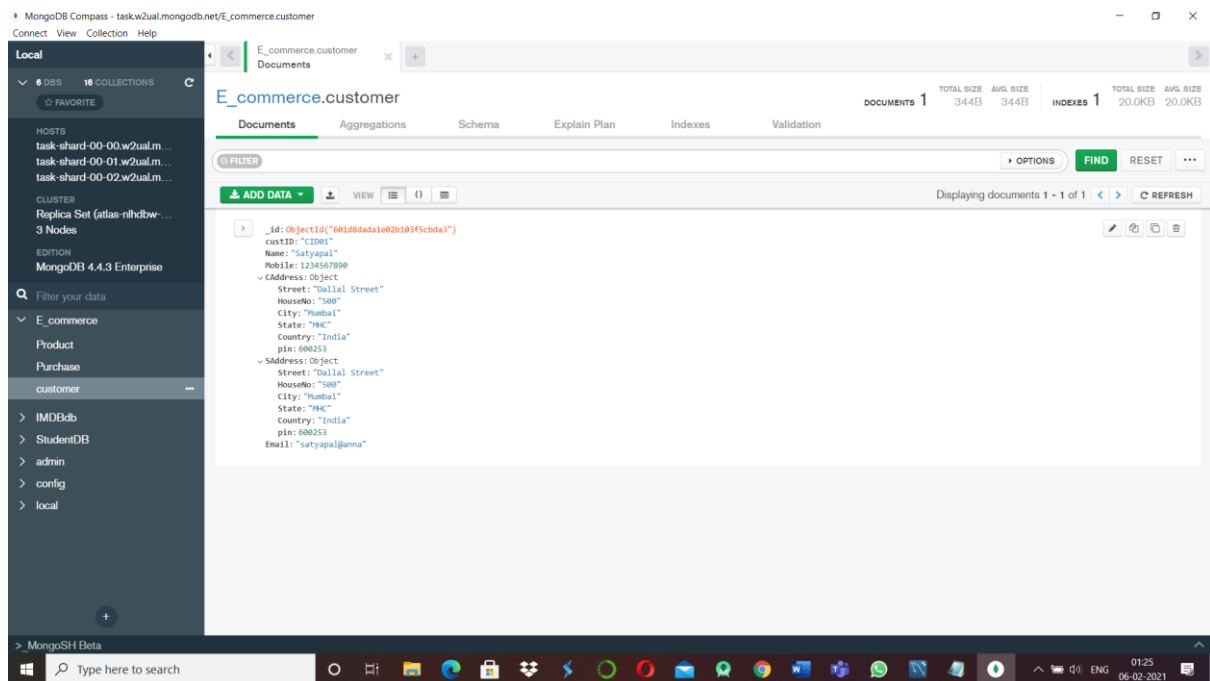 MongoDB Compass - task.w2ual.mongodb.net/E_commerce.customer
Connect View Collection Help
Local
6 DBS 16 COLLECTIONS
FAVORITE
HOSTS
task-shard-00-00.w2ual.m...
task-shard-00-01.w2ual.m...
task-shard-00-02.w2ual.m...
CLUSTER
Replica Set (atlas-nlhdbw-...
3 Nodes
EDITION
MongoDB 4.4.3 Enterprise
Filter your data
E_commerce
Product
Purchase
customer
IMDBdb
StudentDB
admin
config
local
>_MongoSH Beta
E_commerce.customer
Documents
E_commerce.customer
DOCUMENTS 1 TOTAL SIZE 344B AVG. SIZE 344B INDEXES 1 TOTAL SIZE 20.0KB AVG. SIZE 20.0KB
Documents Aggregations Schema Explain Plan Indexes Validation
FILTER OPTIONS FIND RESET ...
ADD DATA VIEW {} Displaying documents 1 - 1 of 1 < > REFRESH
_id: ObjectId("601d8dada1e02b103f5cbda3")
custID: "CID01"
Name: "Satyapal"
Mobile: 1234567890
CAddress: Object
Street: "Dallal Street"
HouseNo: "500"
City: "Mumbai"
State: "MHC"
Country: "India"
pin: 600253
SAddress: Object
Street: "Dallal Street"
HouseNo: "500"
City: "Mumbai"
State: "MHC"
Country: "India"
pin: 600253
Email: "satyapal@anna"
Type here to search
ENG
01:25
06-02-2021